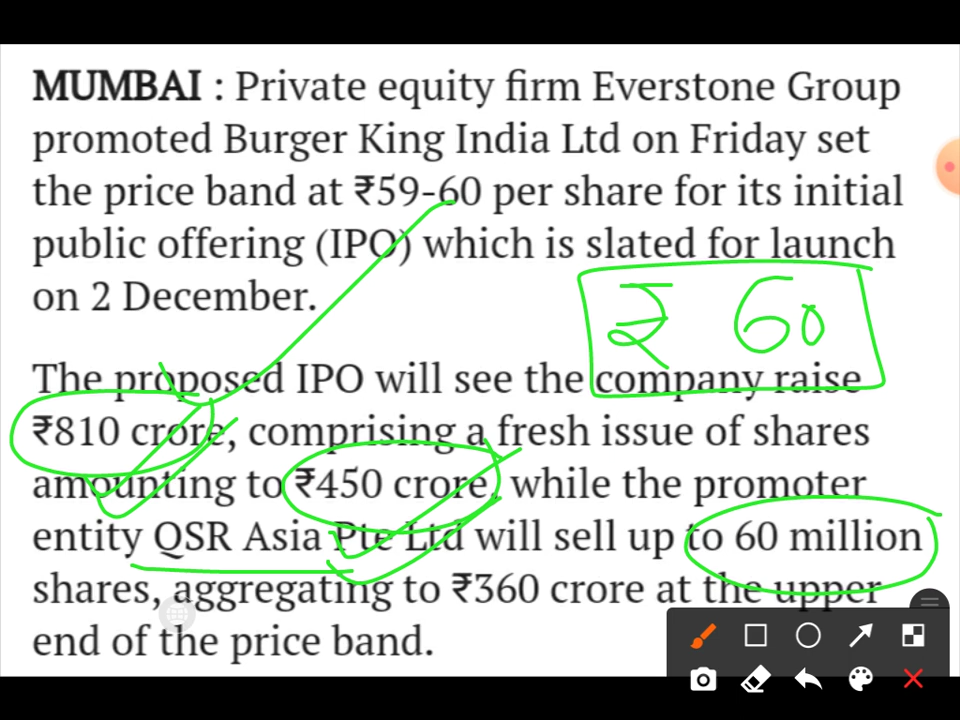 MUMBAI : Private equity firm Everstone Group
promoted Burger King India Ltd on Friday set
the price band at ₹59-60 per share for its initial
public offering (IPO) which is slated for launch
on 2 December.
₹ 60
The proposed IPO will see the company raise
₹810 crore, comprising a fresh issue of shares
amounting to ₹450 crore, while the promoter
entity QSR Asia Pte Ltd will sell up to 60 million
shares, aggregating to ₹360 crore at the upper
end of the price band.